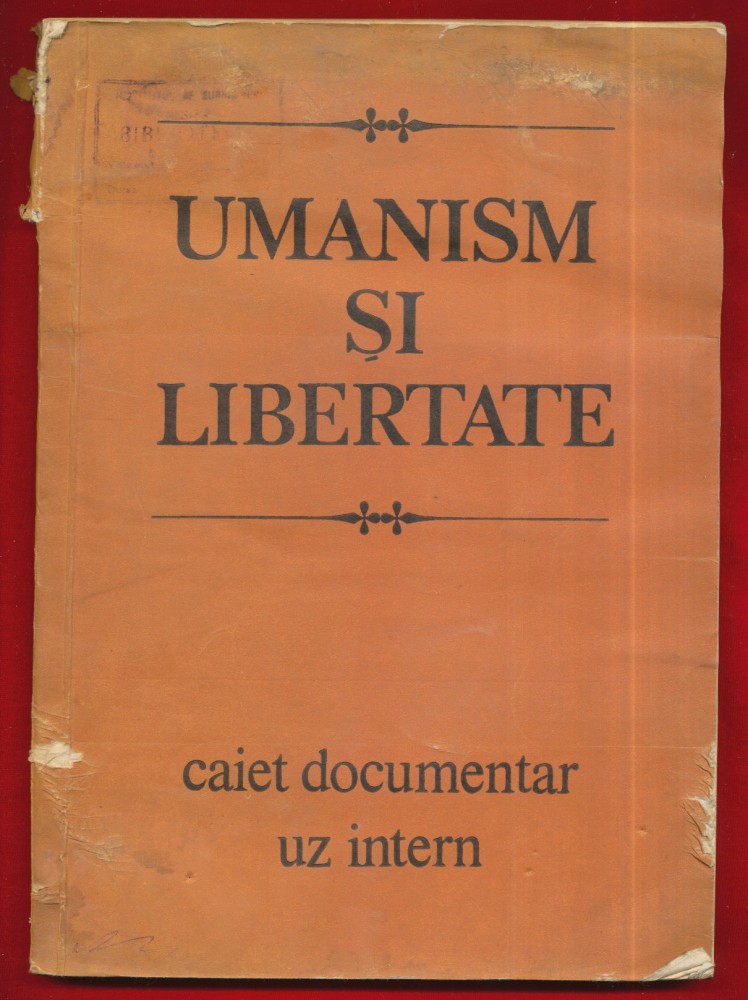 UMANISM
ȘI
LIBERTATE
caiet documentar
uz intern